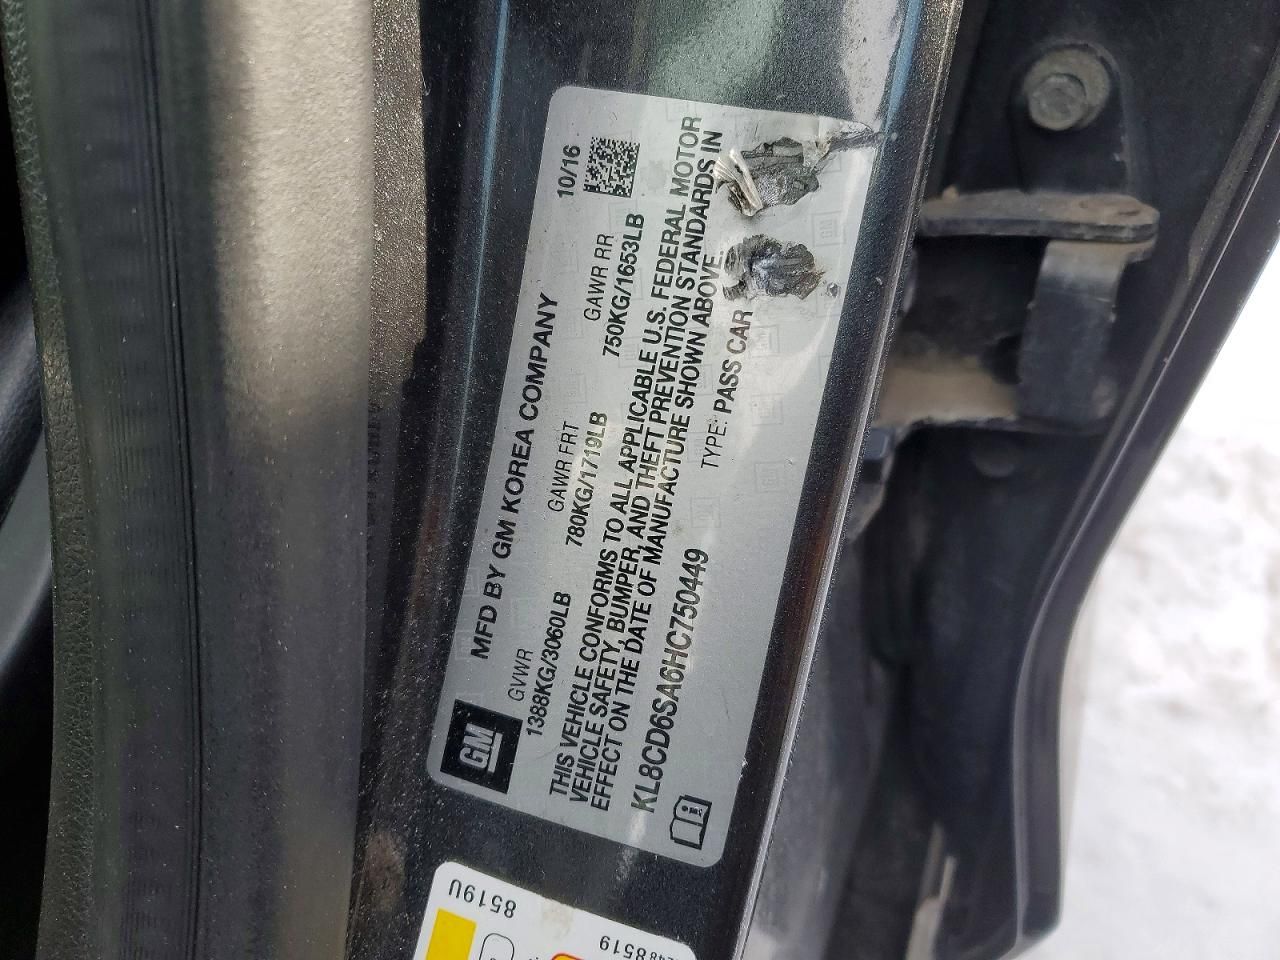 GM
MFD BY GM KOREA COMPANY
10/16
GVWR GAWR FRT GAWR RR
1388KG/3060LB 780KG/1719LB 750KG/1653LB
THIS VEHICLE CONFORMS TO ALL APPLICABLE U.S. FEDERAL MOTOR
VEHICLE SAFETY, BUMPER, AND THEFT PREVENTION STANDARDS IN
EFFECT ON THE DATE OF MANUFACTURE SHOWN ABOVE.
KL8CD6SA6HC750449
TYPE: PASS CAR
8519U
8519
2488519